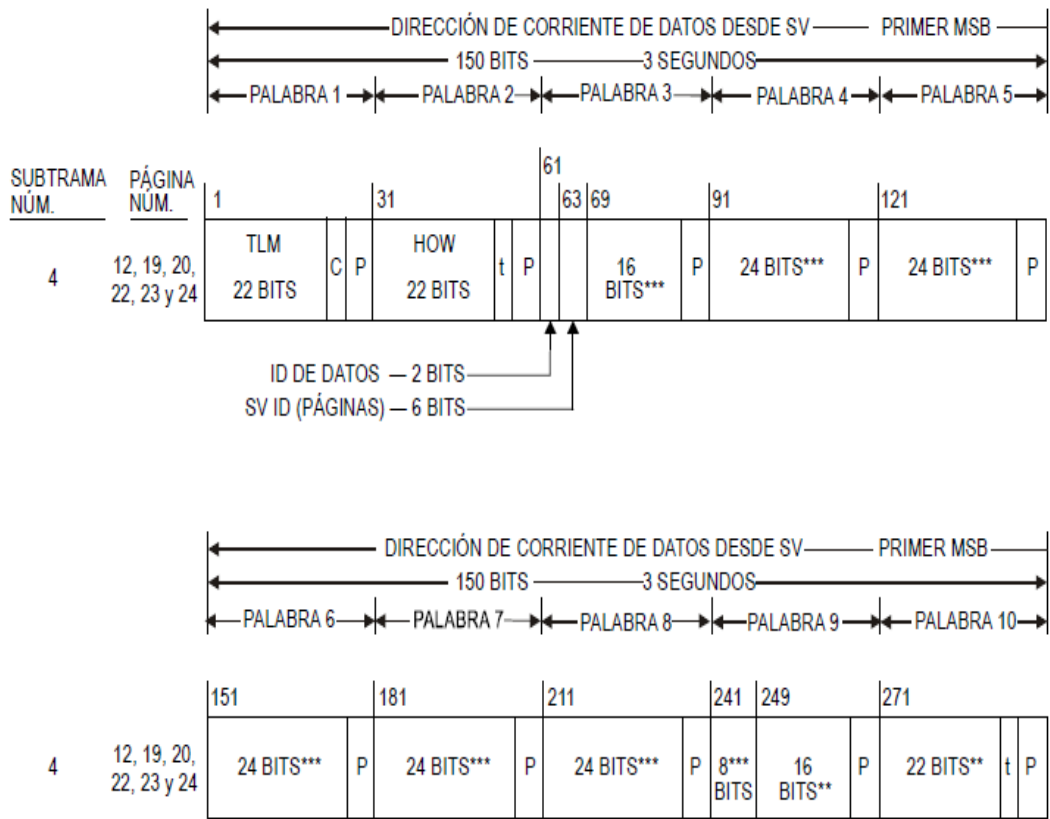 DIRECCIÓN DE CORRIENTE DE DATOS DESDE SV PRIMER MSB
150 BITS 3 SEGUNDOS
PALABRA 1 PALABRA 2 PALABRA 3 PALABRA 4 PALABRA 5
SUBTRAMA NÚM.
PÁGINA NÚM.
1 31 61 63 69 91 121
4
12, 19, 20,
22, 23 y 24
TLM
22 BITS
C
P
HOW
22 BITS
t
P
16
BITS***
P
24 BITS***
P
24 BITS***
P
ID DE DATOS — 2 BITS
SV ID (PÁGINAS) — 6 BITS
DIRECCIÓN DE CORRIENTE DE DATOS DESDE SV PRIMER MSB
150 BITS 3 SEGUNDOS
PALABRA 6 PALABRA 7 PALABRA 8 PALABRA 9 PALABRA 10
151 181 211 241 249 271
4
12, 19, 20,
22, 23 y 24
24 BITS***
P
24 BITS***
P
24 BITS***
P
8***
BITS
16
BITS**
P
22 BITS**
t
P